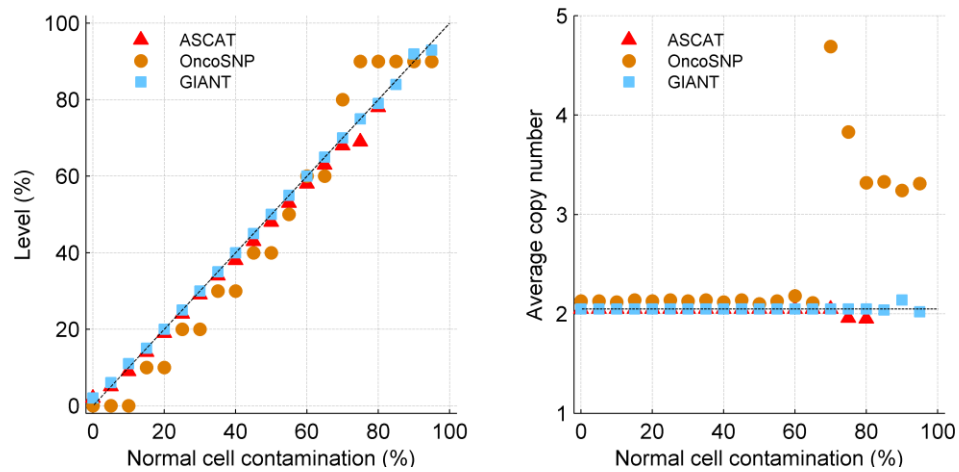 100
80
60
40
20
0
Level (%)
ASCAT
OncoSNP
GIANT
0 20 40 60 80 100
Normal cell contamination (%)
5
4
3
2
1
Average copy number
ASCAT
OncoSNP
GIANT
0 20 40 60 80 100
Normal cell contamination (%)